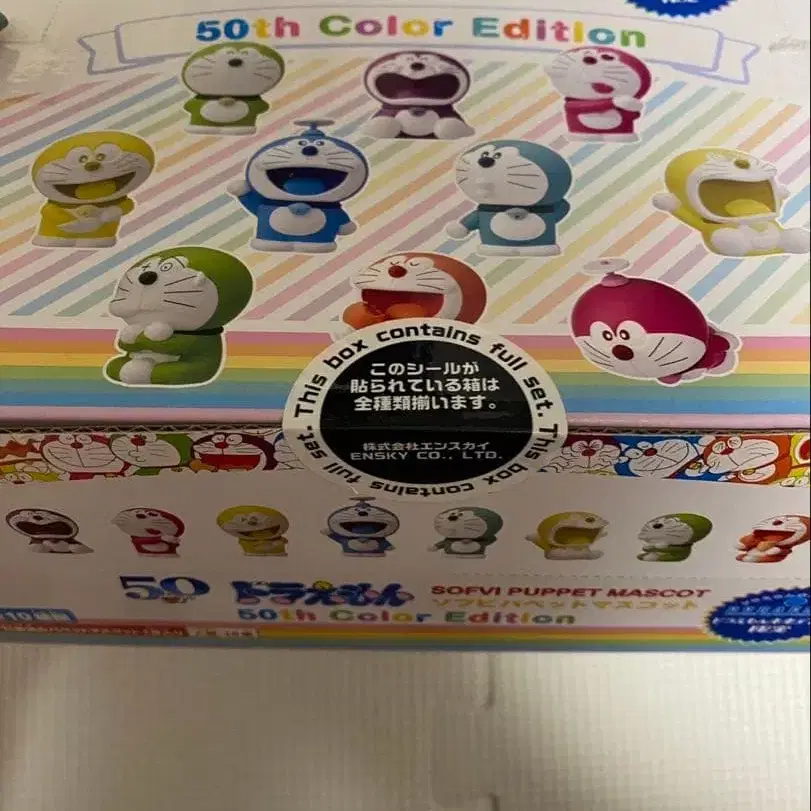 50th Color Edition
This box contains full set. This box contains full set.
このシールが
貼られている箱は
全種類揃います。
株式会社エンスカイ
ENSKY CO., LTD.
50 ドラえもん SOFVI PUPPET MASCOT
ソフビパペットマスコット
50th Color Edition
限定